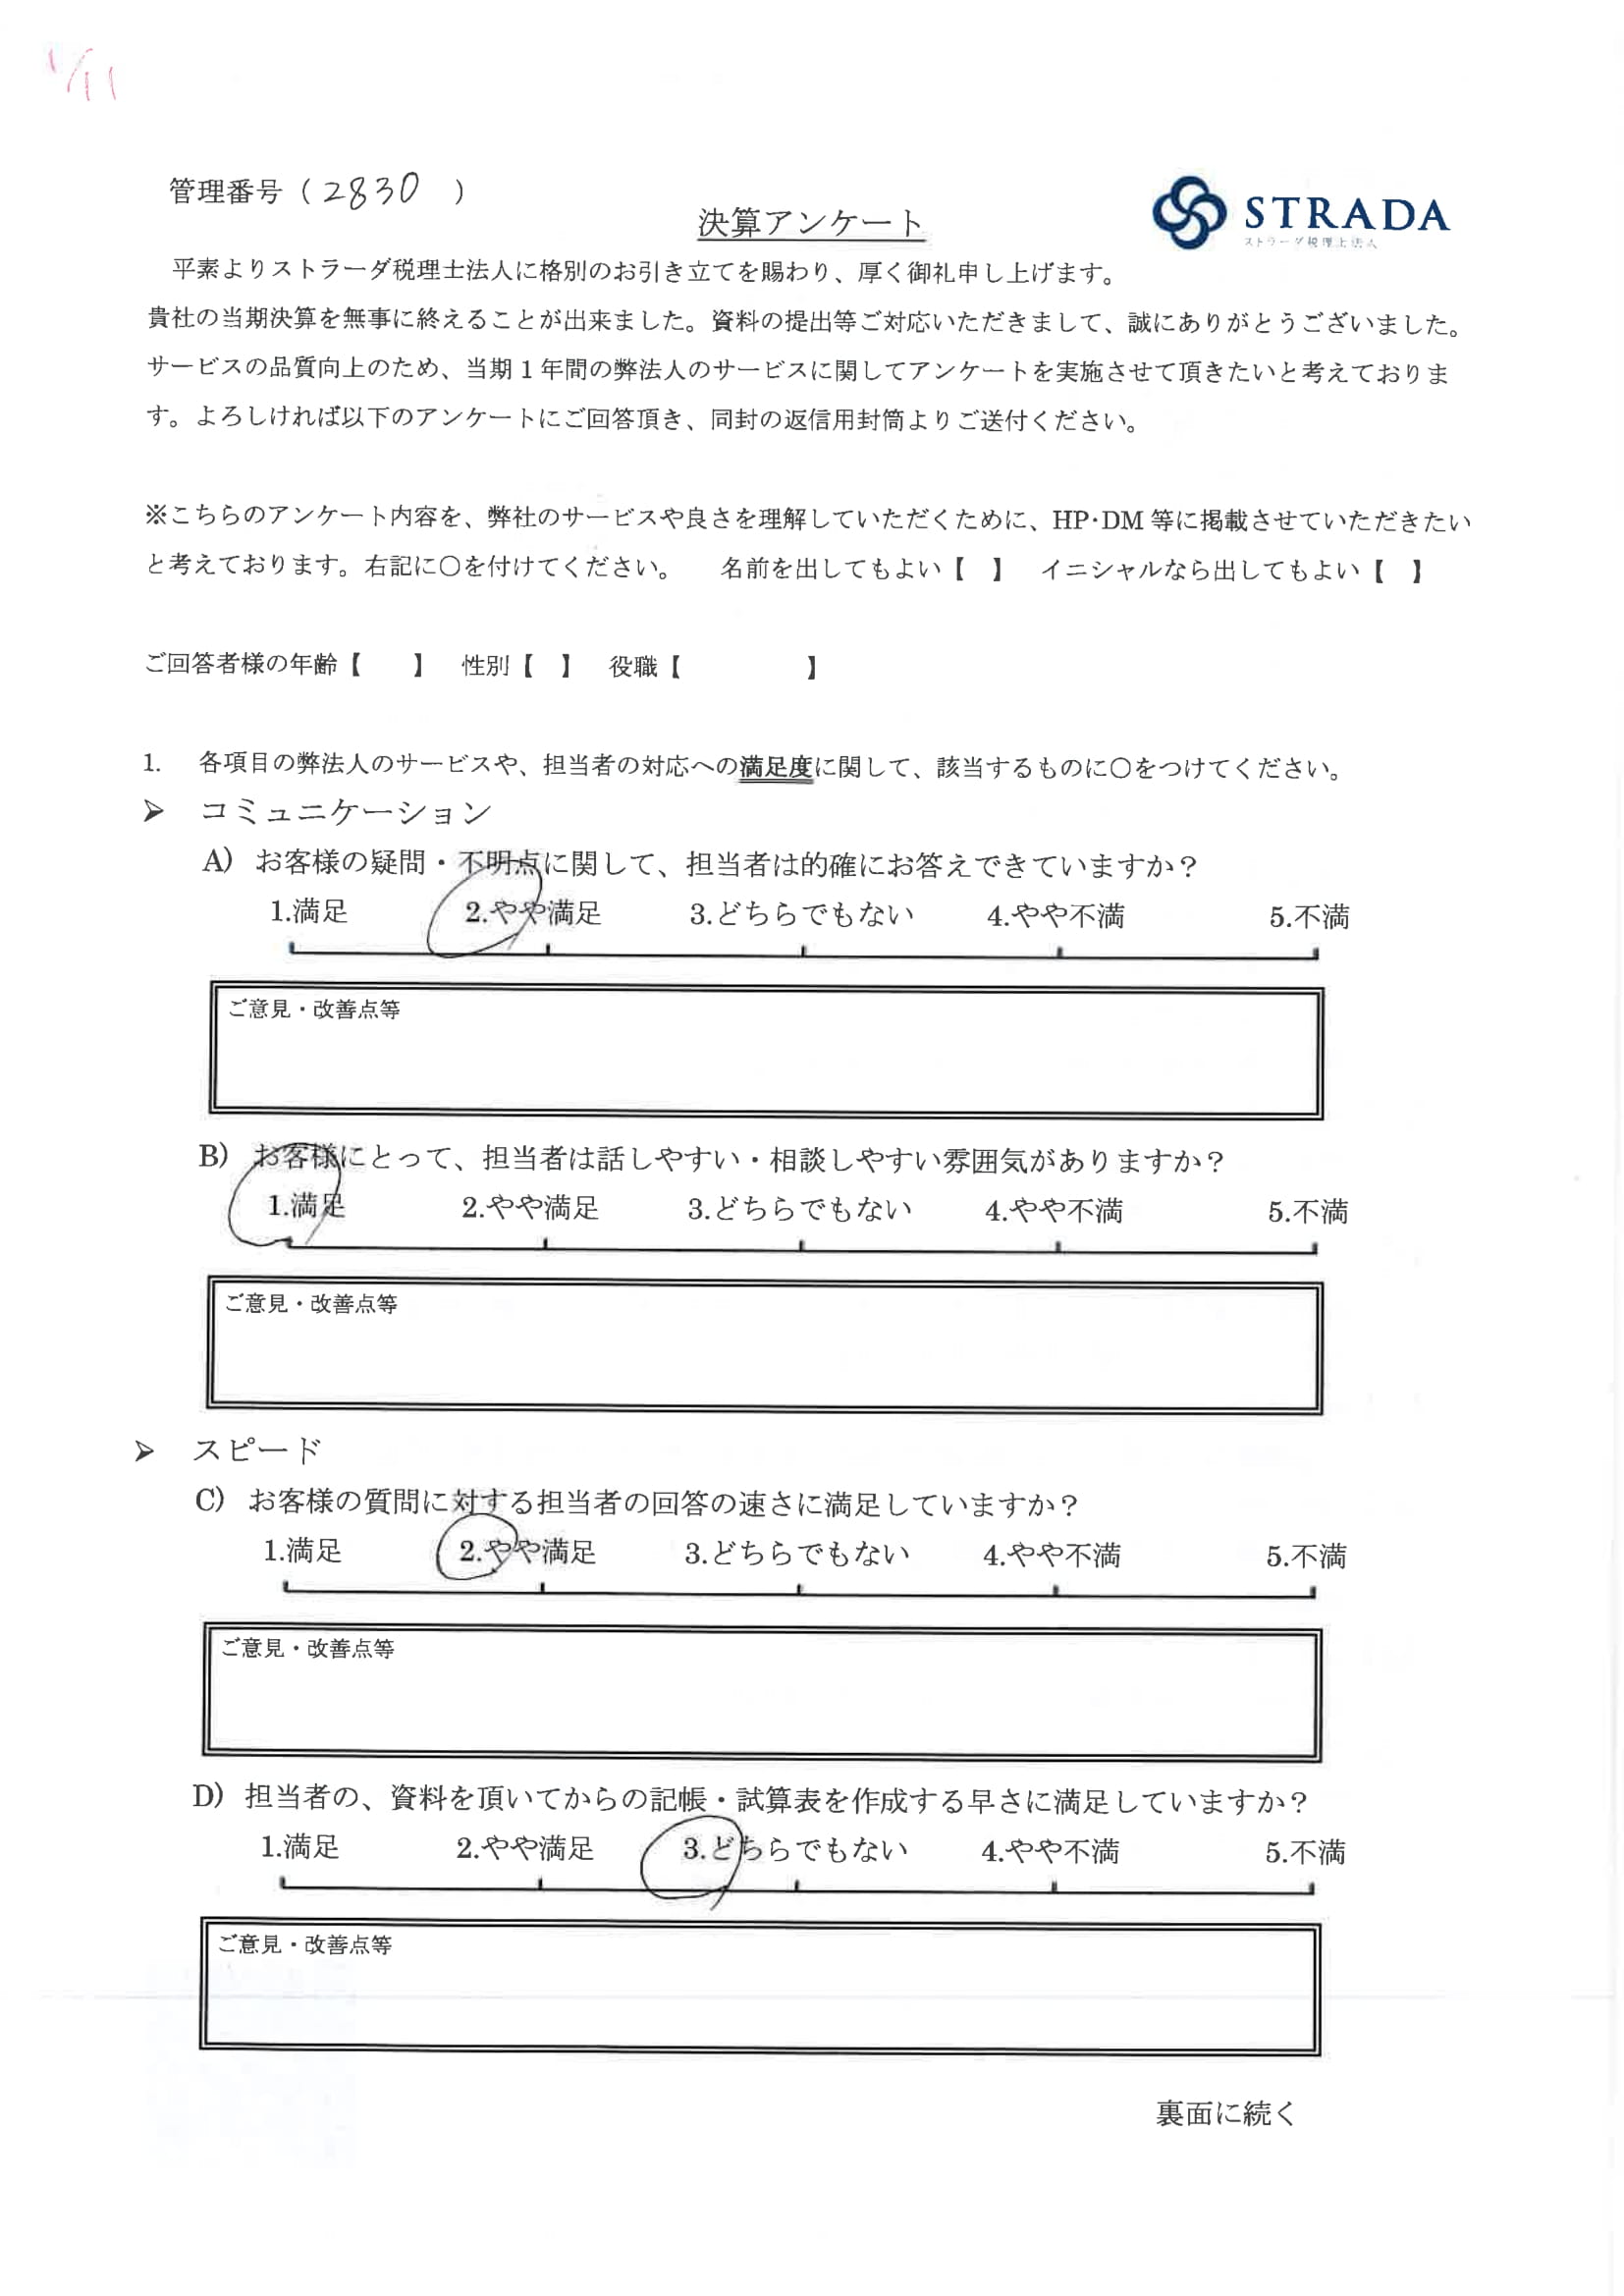 1/11
管理番号（2830　）
決算アンケート
STRADA
ストラーダ税理士法人
平素よりストラーダ税理士法人に格別のお引き立てを賜わり、厚く御礼申し上げます。
貴社の当期決算を無事に終えることが出来ました。資料の提出等ご対応いただきまして、誠にありがとうございました。
サービスの品質向上のため、当期1年間の弊法人のサービスに関してアンケートを実施させて頂きたいと考えておりま
す。よろしければ以下のアンケートにご回答頂き、同封の返信用封筒よりご送付ください。
※こちらのアンケート内容を、弊社のサービスや良さを理解していただくために、HP･DM等に掲載させていただきたい
と考えております。右記に○を付けてください。　名前を出してもよい【　】　イニシャルなら出してもよい【　】
ご回答者様の年齢【　　】　性別【　】　役職【　　　　　】
1.　各項目の弊法人のサービスや、担当者の対応への満足度に関して、該当するものに○をつけてください。
➢　コミュニケーション
A) お客様の疑問・不明点に関して、担当者は的確にお答えできていますか？
1.満足　2.やや満足　3.どちらでもない　4.やや不満　5.不満
ご意見・改善点等
B) お客様にとって、担当者は話しやすい・相談しやすい雰囲気がありますか？
1.満足　2.やや満足　3.どちらでもない　4.やや不満　5.不満
ご意見・改善点等
➢　スピード
C) お客様の質問に対する担当者の回答の速さに満足していますか？
1.満足　2.やや満足　3.どちらでもない　4.やや不満　5.不満
ご意見・改善点等
D) 担当者の、資料を頂いてからの記帳・試算表を作成する早さに満足していますか？
1.満足　2.やや満足　3.どちらでもない　4.やや不満　5.不満
ご意見・改善点等
裏面に続く